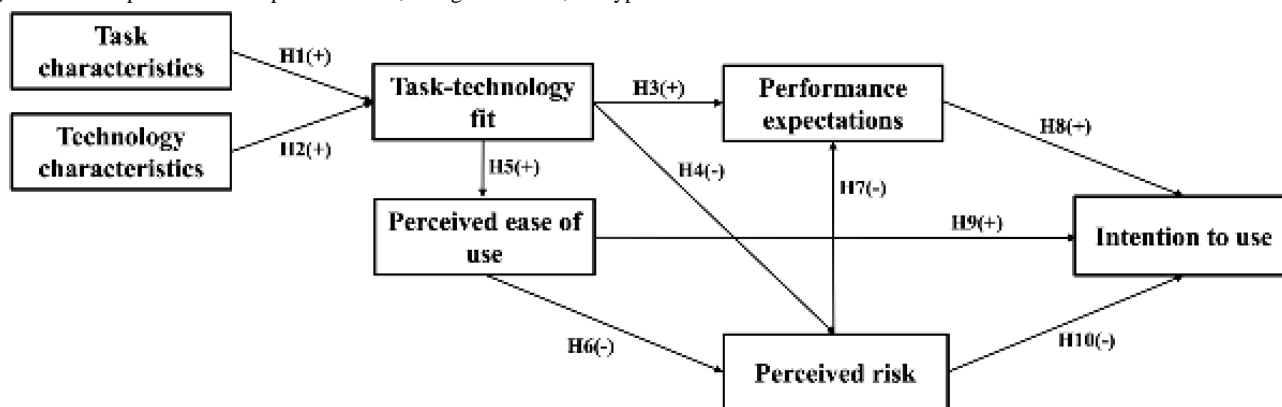 Task
characteristics
H1(+)
Technology
characteristics
H2(+)
Task-technology
fit
H3(+)
H4(-)
H5(+)
Performance
expectations
H8(+)
H7(-)
Perceived ease of
use
H9(+)
Intention to use
H6(-)
Perceived risk
H10(-)